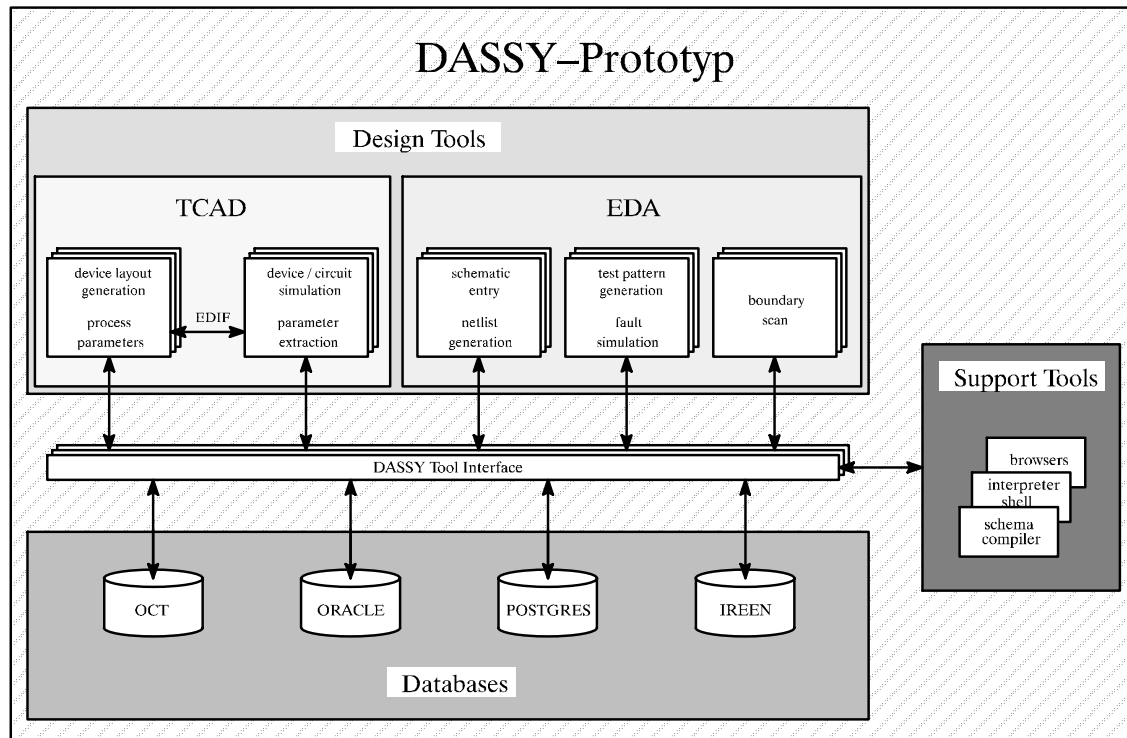 DASSY–Prototyp
Design Tools
TCAD
device layout
generation
process
parameters
EDIF
device / circuit
simulation
parameter
extraction
EDA
schematic
entry
netlist
generation
test pattern
generation
fault
simulation
boundary
scan
Support Tools
browsers
interpreter
shell
schema
compiler
DASSY Tool Interface
OCT
ORACLE
POSTGRES
IREEN
Databases